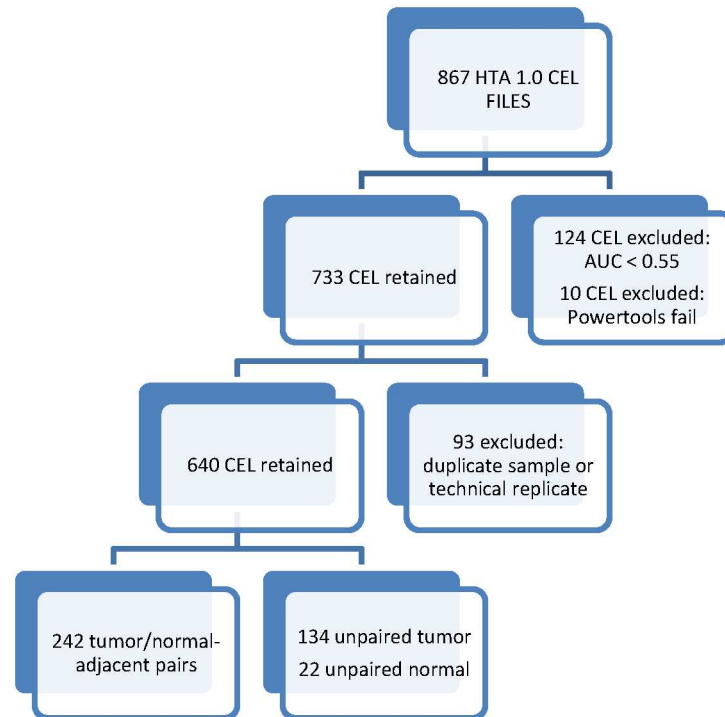 867 HTA 1.0 CEL
FILES
733 CEL retained
124 CEL excluded:
AUC < 0.55
10 CEL excluded:
Powertools fail
640 CEL retained
93 excluded:
duplicate sample or
technical replicate
242 tumor/normal-
adjacent pairs
134 unpaired tumor
22 unpaired normal